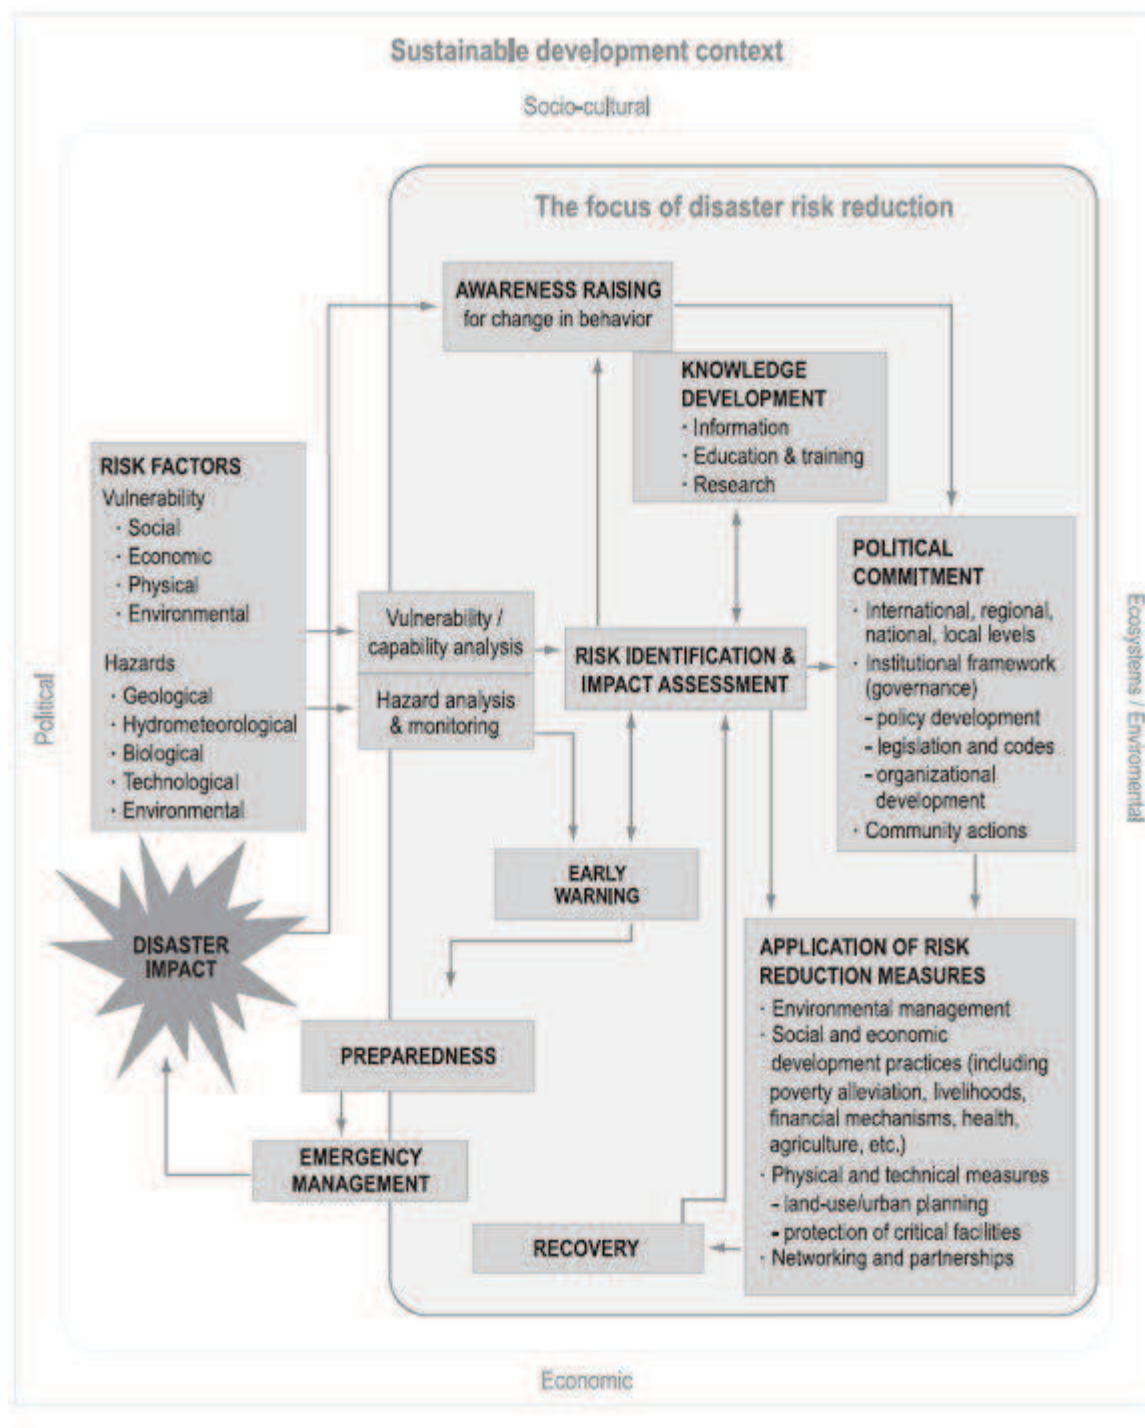 Sustainable development context
Socio-cultural
The focus of disaster risk reduction
AWARENESS RAISING
for change in behavior
KNOWLEDGE
DEVELOPMENT
· Information
· Education & training
· Research
RISK FACTORS
Vulnerability
· Social
· Economic
· Physical
· Environmental
Hazards
· Geological
· Hydrometeorological
· Biological
· Technological
· Environmental
Vulnerability /
capability analysis
Hazard analysis
& monitoring
RISK IDENTIFICATION &
IMPACT ASSESSMENT
POLITICAL
COMMITMENT
· International, regional,
national, local levels
· Institutional framework
(governance)
- policy development
- legislation and codes
- organizational
development
· Community actions
Political
Ecosystems / Enviromental
EARLY
WARNING
DISASTER
IMPACT
APPLICATION OF RISK
REDUCTION MEASURES
· Environmental management
· Social and economic
development practices (including
poverty alleviation, livelihoods,
financial mechanisms, health,
agriculture, etc.)
· Physical and technical measures
- land-use/urban planning
- protection of critical facilities
· Networking and partnerships
PREPAREDNESS
EMERGENCY
MANAGEMENT
RECOVERY
Economic